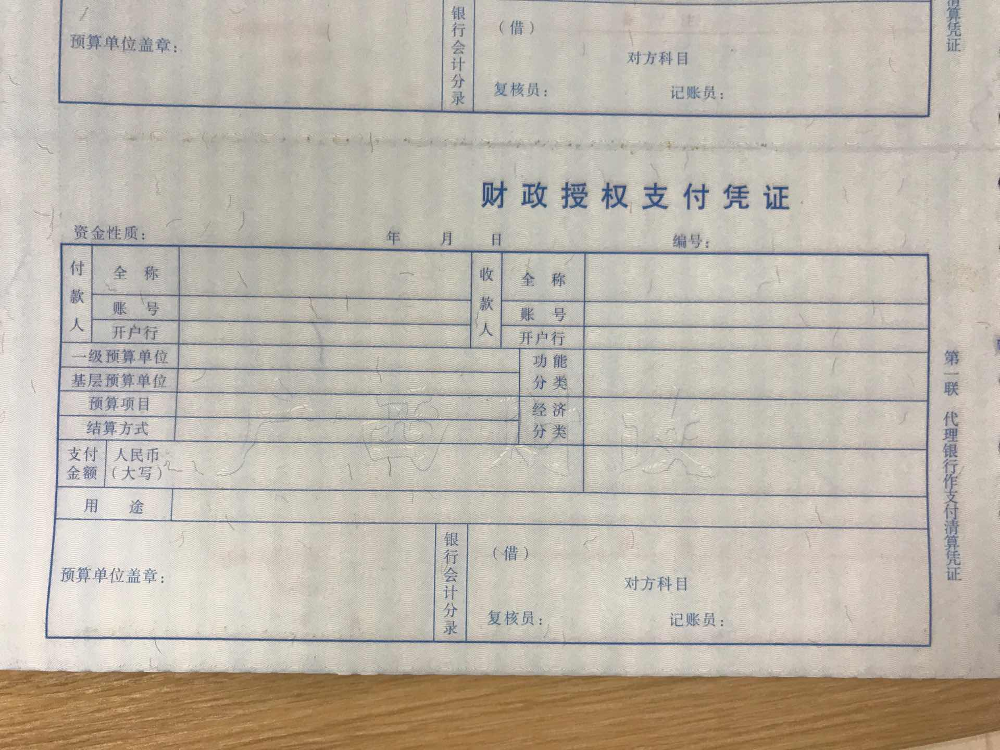 预算单位盖章：
银行会计分录
（借）
对方科目
复核员： 记账员：
清算凭证
财政授权支付凭证
资金性质： 年 月 日 编号：
付款人
全 称
账 号
开户行
收款人
全 称
账 号
开户行
一级预算单位
基层预算单位
预算项目
结算方式
功能分类
经济分类
支付金额
人民币
（大写）
用 途
预算单位盖章：
银行会计分录
（借）
对方科目
复核员： 记账员：
第一联 代理银行作支付清算凭证